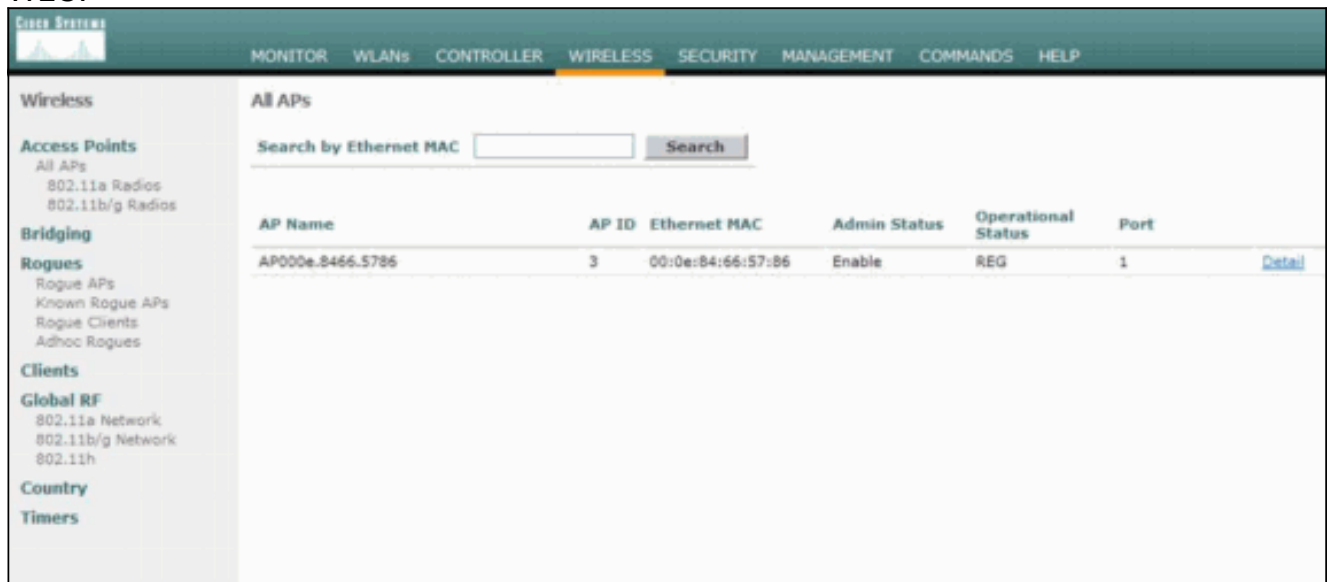 CISCO SYSTEMS
MONITOR WLANs CONTROLLER WIRELESS SECURITY MANAGEMENT COMMANDS HELP
Wireless
Access Points
All APs
802.11a Radios
802.11b/g Radios
Bridging
Rogues
Rogue APs
Known Rogue APs
Rogue Clients
Adhoc Rogues
Clients
Global RF
802.11a Network
802.11b/g Network
802.11h
Country
Timers
All APs
Search by Ethernet MAC Search
AP Name AP ID Ethernet MAC Admin Status Operational Status Port
AP000e.8466.5786 3 00:0e:84:66:57:86 Enable REG 1 Detail